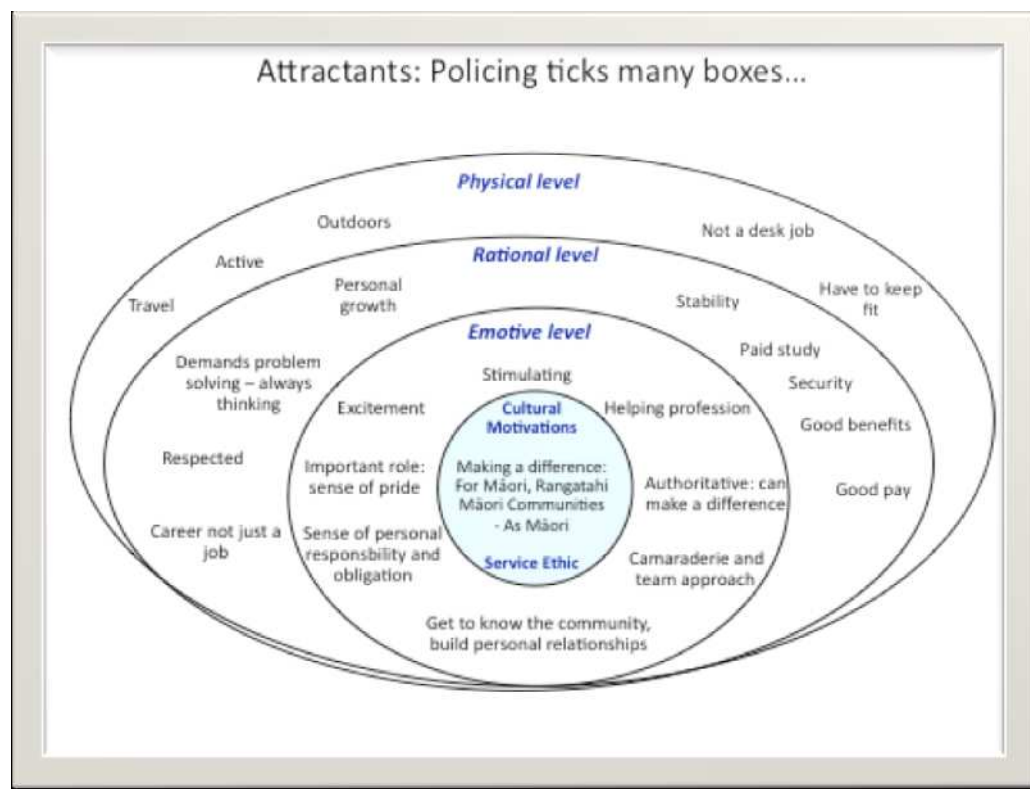 Attractants: Policing ticks many boxes...
Physical level
Outdoors
Not a desk job
Active
Travel
Have to keep
fit
Rational level
Personal
growth
Stability
Demands problem
solving – always
thinking
Paid study
Security
Good benefits
Respected
Good pay
Career not just a
job
Emotive level
Stimulating
Excitement
Helping profession
Important role:
sense of pride
Authoritative: can
make a difference
Sense of personal
responsbility and
obligation
Camaraderie and
team approach
Get to know the community,
build personal relationships
Cultural
Motivations
Making a difference:
For Māori, Rangatahi
Māori Communities
- As Māori
Service Ethic